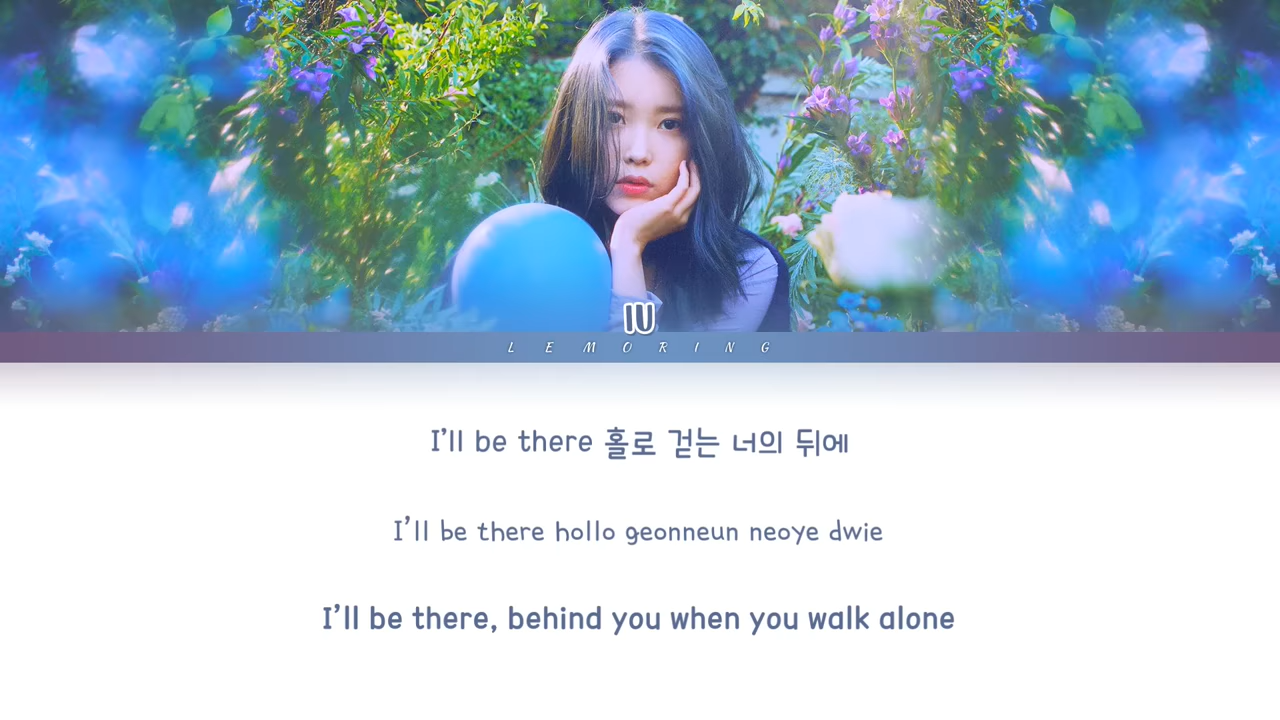 IU
LEMORING
I'll be there 홀로 걷는 너의 뒤에
I'll be there hollo geonneun neoye dwie
I'll be there, behind you when you walk alone